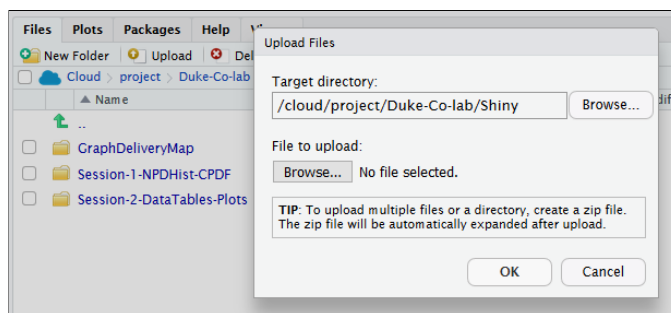 Files Plots Packages Help
New Folder Upload Del
Cloud > project > Duke-Co-lab
Name
..
GraphDeliveryMap
Session-1-NPDHist-CPDF
Session-2-DataTables-Plots
Upload Files
Target directory:
/cloud/project/Duke-Co-lab/Shiny Browse...
File to upload:
Browse... No file selected.
TIP: To upload multiple files or a directory, create a zip file.
The zip file will be automatically expanded after upload.
OK Cancel